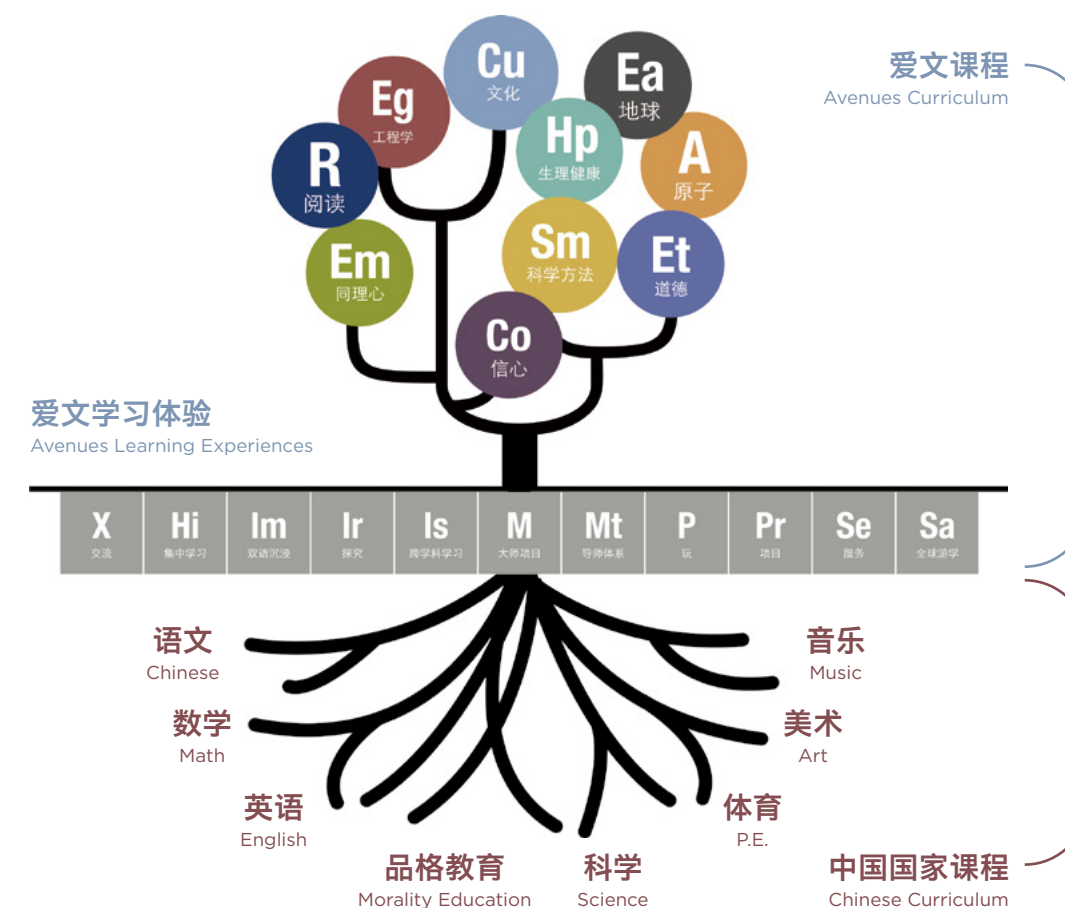 Cu
文化
Ea
地球
爱文课程
Avenues Curriculum
Eg
工程学
Hp
生理健康
A
原子
R
阅读
Sm
科学方法
Et
道德
Em
同理心
Co
信心
爱文学习体验
Avenues Learning Experiences
X
交流
Hi
集中学习
Im
双语沉浸
Ir
探究
Is
跨学科学习
M
大师项目
Mt
导师体系
P
玩
Pr
项目
Se
服务
Sa
全球游学
语文
Chinese
音乐
Music
数学
Math
美术
Art
英语
English
体育
P.E.
品格教育
Morality Education
科学
Science
中国国家课程
Chinese Curriculum